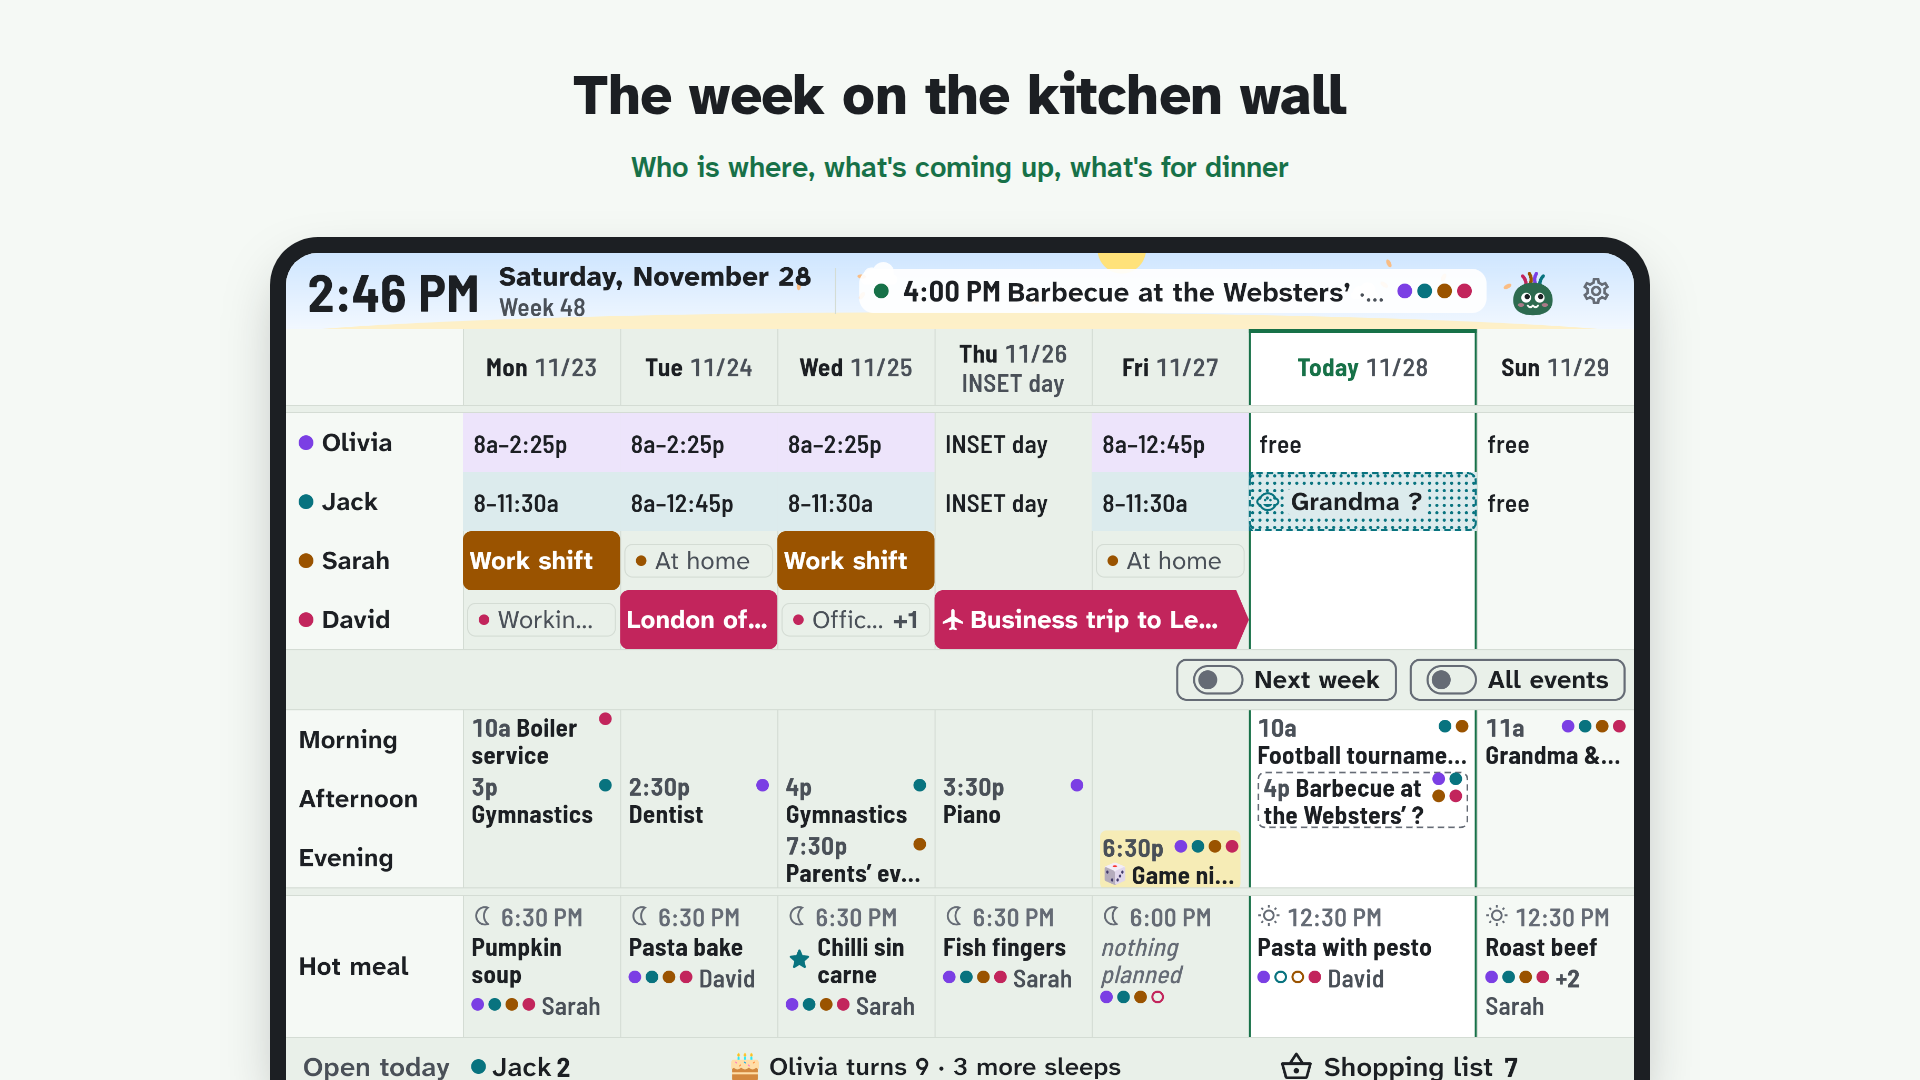 The week on the kitchen wall
Who is where, what's coming up, what's for dinner
2:46 PM
Saturday, November 28
Week 48
4:00 PM Barbecue at the Websters’ ·…
Mon 11/23
Tue 11/24
Wed 11/25
Thu 11/26
INSET day
Fri 11/27
Today 11/28
Sun 11/29
Olivia
8a–2:25p
8a–2:25p
8a–2:25p
INSET day
8a–12:45p
free
free
Jack
8–11:30a
8a–12:45p
8–11:30a
INSET day
8–11:30a
Grandma ?
free
Sarah
Work shift
At home
Work shift
At home
David
Workin…
London of…
Offic… +1
Business trip to Le…
Next week
All events
Morning
10a Boiler
service
10a
Football tourname…
11a
Grandma &…
Afternoon
3p
Gymnastics
2:30p
Dentist
4p
Gymnastics
3:30p
Piano
4p Barbecue at
the Websters’ ?
Evening
7:30p
Parents’ ev…
6:30p
Game ni…
Hot meal
6:30 PM
Pumpkin
soup
Sarah
6:30 PM
Pasta bake
David
6:30 PM
Chilli sin
carne
Sarah
6:30 PM
Fish fingers
Sarah
6:00 PM
nothing
planned
12:30 PM
Pasta with pesto
David
12:30 PM
Roast beef
+2
Sarah
Open today
Jack 2
Olivia turns 9 · 3 more sleeps
Shopping list 7